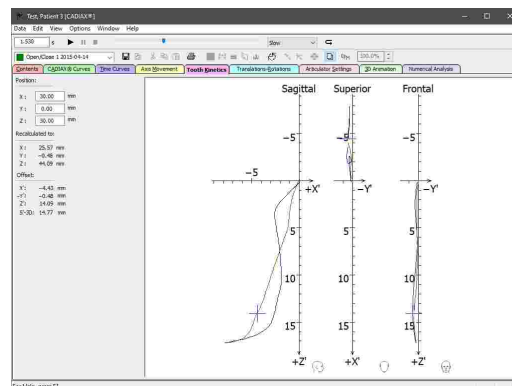 Test, Patient 3 [CADIAX®]
Data Edit View Options Window Help
1-530 s Slow
Open/Close 1 2015-04-14 100.0%
Contents CADIAX® Curves Time Curves Axis Movement Tooth Kinetics Translations-Rotations Articulator Settings 3D Animation Numerical Analysis
Position:
X: 30.00 mm
Y: 0.00 mm
Z: 30.00 mm
Recalculated to:
X: 25.57 mm
Y: -0.48 mm
Z: 44.09 mm
Offset:
X': -4.43 mm
-Y': -0.48 mm
Z': 14.09 mm
S'-3D: 14.77 mm
Sagittal Superior Frontal
-5 -5 -5
-5
+X' -Y' -Y'
5 5 5
10 10 10
15 15 15
+Z' +X' +Z'